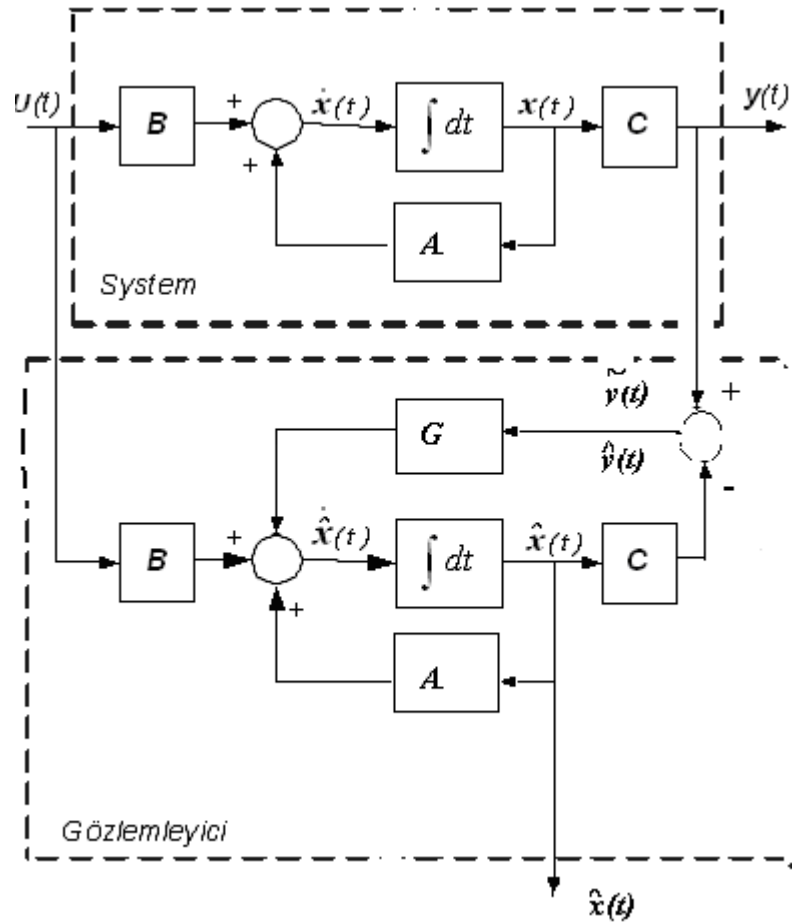 U(t)
B
+
+
ẋ(t)
∫ dt
x(t)
C
y(t)
A
System
ỹ(t)
+
G
ŷ(t)
-
B
+
+
x̂̇(t)
∫ dt
x̂(t)
C
A
Gözlemleyici
x̂(t)